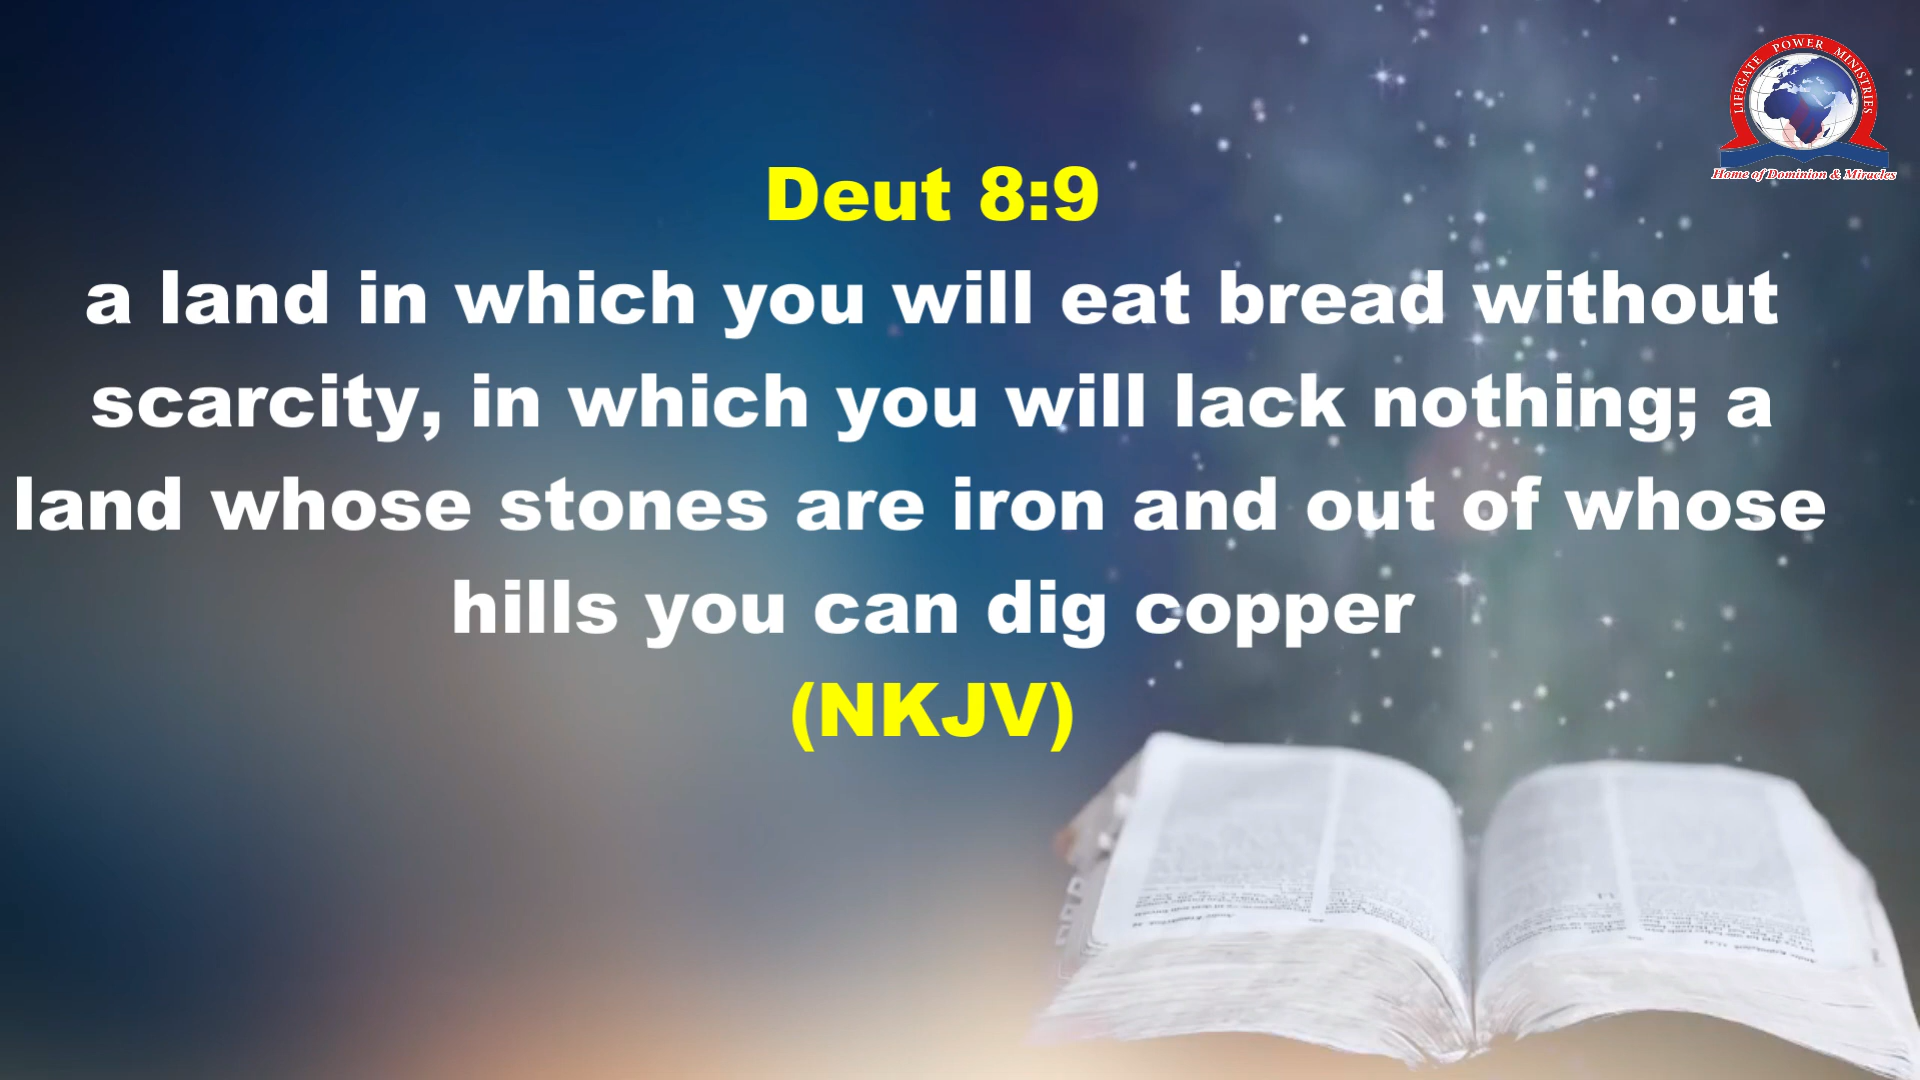 LIFEGATE POWER MINISTRIES
Home of Dominion & Miracles
Deut 8:9
a land in which you will eat bread without
scarcity, in which you will lack nothing; a
land whose stones are iron and out of whose
hills you can dig copper
(NKJV)